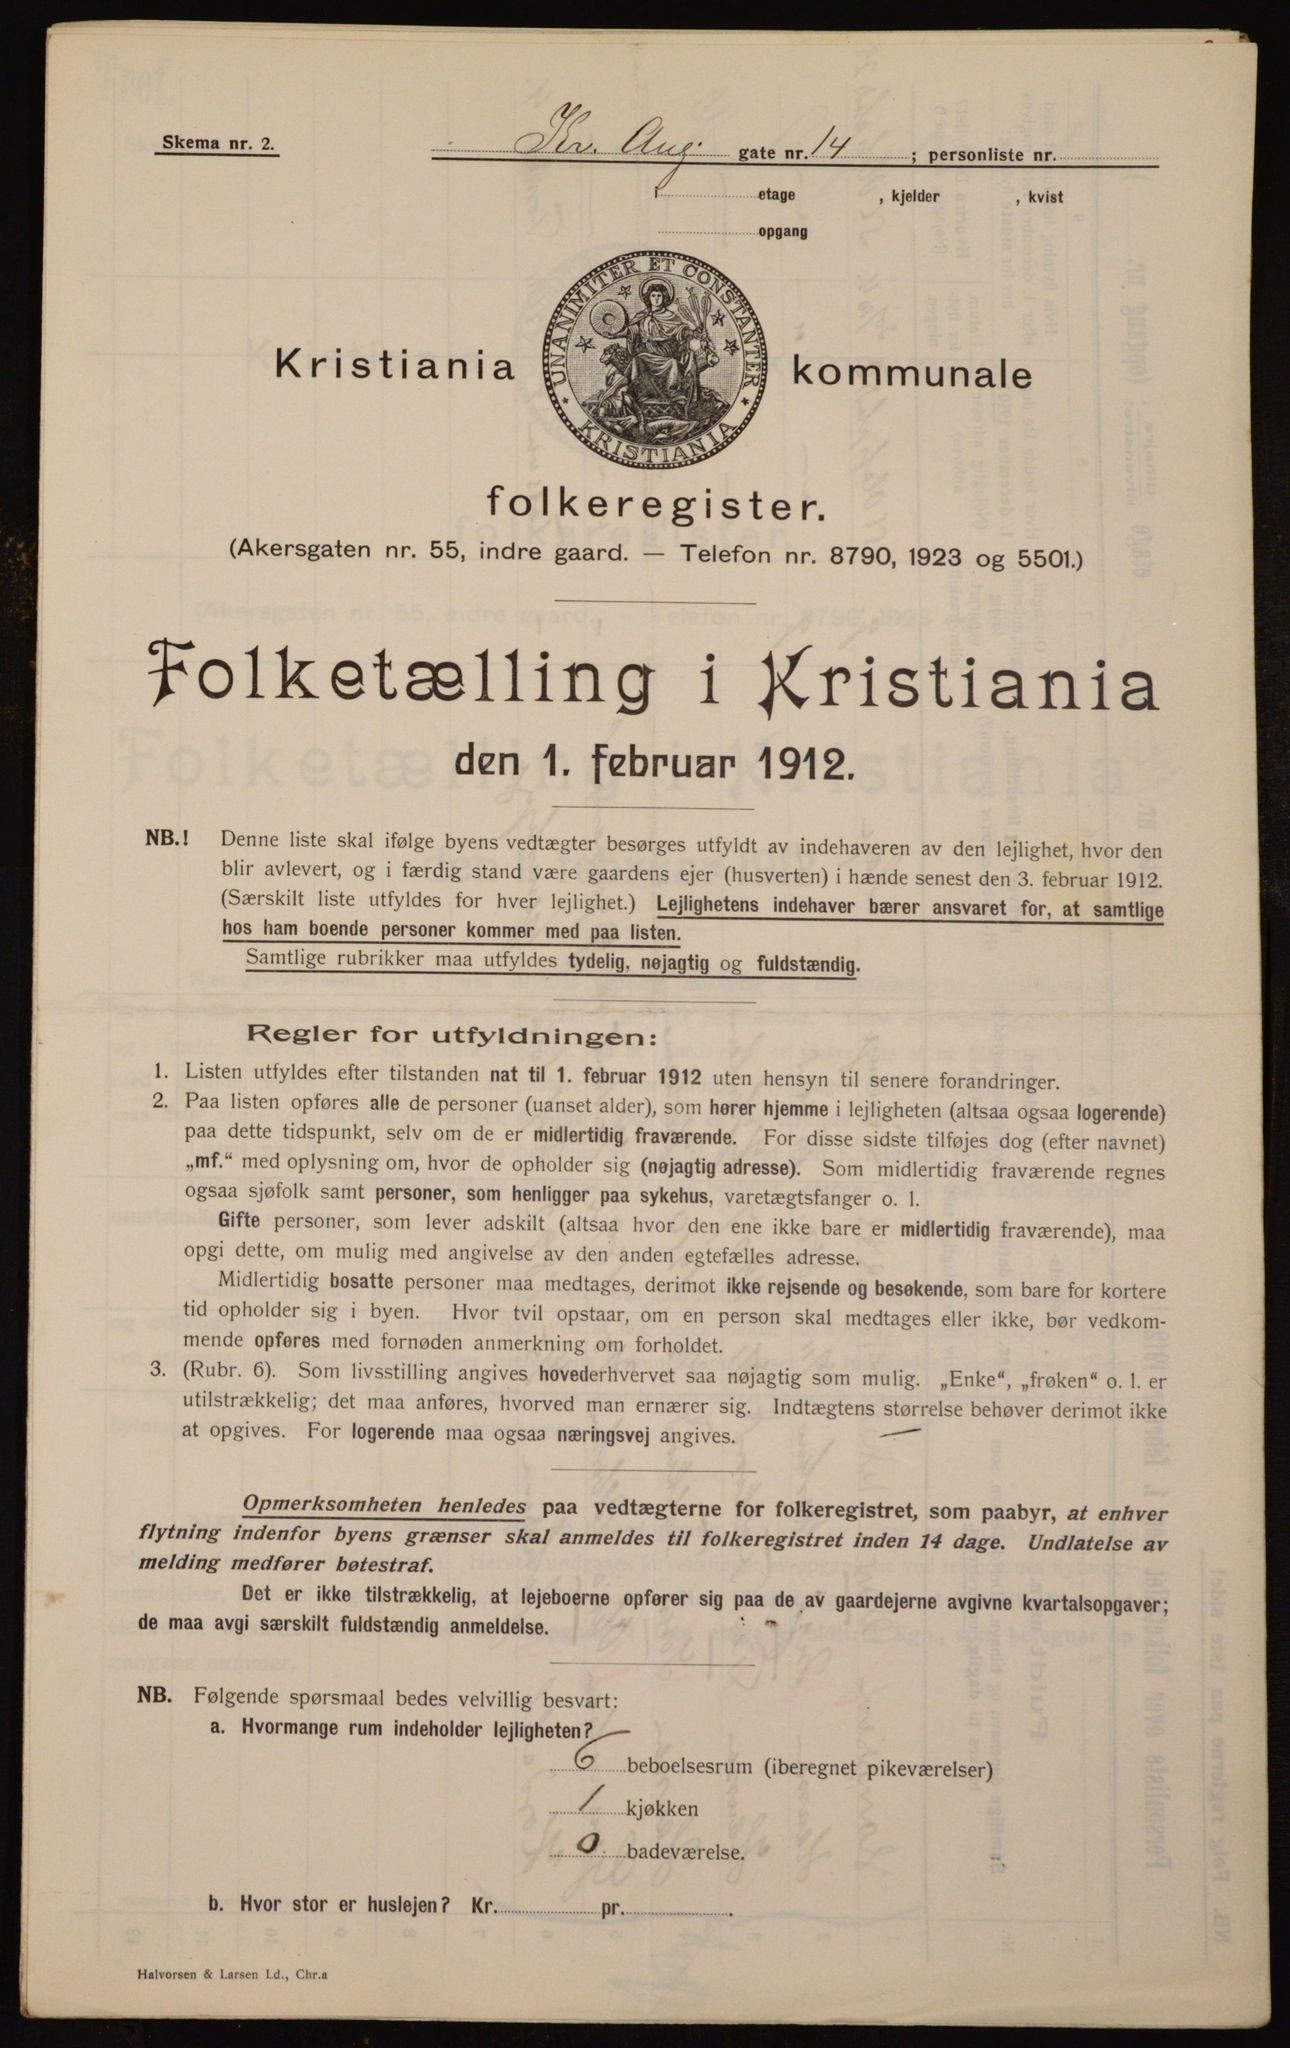 Skema nr. 2.
Kr. Aug. gate nr. 14 ; personliste nr.
i etage , kjelder , kvist
opgang
UNANIMITER ET CONSTANTER
KRISTIANIA
Kristiania kommunale
folkeregister.
(Akersgaten nr. 55, indre gaard. — Telefon nr. 8790, 1923 og 5501.)
Folketælling i Kristiania
den 1. februar 1912.
NB.! Denne liste skal ifølge byens vedtægter besørges utfyldt av indehaveren av den lejlighet, hvor den
blir avlevert, og i færdig stand være gaardens ejer (husverten) i hænde senest den 3. februar 1912.
(Særskilt liste utfyldes for hver lejlighet.) Lejlighetens indehaver bærer ansvaret for, at samtlige
hos ham boende personer kommer med paa listen.
Samtlige rubrikker maa utfyldes tydelig, nøjagtig og fuldstændig.
Regler for utfyldningen:
1. Listen utfyldes efter tilstanden nat til 1. februar 1912 uten hensyn til senere forandringer.
2. Paa listen opføres alle de personer (uanset alder), som hører hjemme i lejligheten (altsaa ogsaa logerende)
paa dette tidspunkt, selv om de er midlertidig fraværende. For disse sidste tilføjes dog (efter navnet)
„mf.“ med oplysning om, hvor de opholder sig (nøjagtig adresse). Som midlertidig fraværende regnes
ogsaa sjøfolk samt personer, som henligger paa sykehus, varetægtsfanger o. l.
Gifte personer, som lever adskilt (altsaa hvor den ene ikke bare er midlertidig fraværende), maa
opgi dette, om mulig med angivelse av den anden egtefælles adresse.
Midlertidig bosatte personer maa medtages, derimot ikke rejsende og besøkende, som bare for kortere
tid opholder sig i byen. Hvor tvil opstaar, om en person skal medtages eller ikke, bør vedkom-
mende opføres med fornøden anmerkning om forholdet.
3. (Rubr. 6). Som livsstilling angives hovederhvervet saa nøjagtig som mulig. „Enke“, „frøken“ o. l. er
utilstrækkelig; det maa anføres, hvorved man ernærer sig. Indtægtens størrelse behøver derimot ikke
at opgives. For logerende maa ogsaa næringsvej angives.
Opmerksomheten henledes paa vedtægterne for folkeregistret, som paabyr, at enhver
flytning indenfor byens grænser skal anmeldes til folkeregistret inden 14 dage. Undlatelse av
melding medfører bøtestraf.
Det er ikke tilstrækkelig, at lejeboerne opfører sig paa de av gaardejerne avgivne kvartalsopgaver;
de maa avgi særskilt fuldstændig anmeldelse.
NB. Følgende spørsmaal bedes velvillig besvart:
a. Hvormange rum indeholder lejligheten?
6 beboelsesrum (iberegnet pikeværelser)
1 kjøkken
0 badeværelse.
b. Hvor stor er huslejen? Kr. pr. .
Halvorsen & Larsen Ld., Chr.a